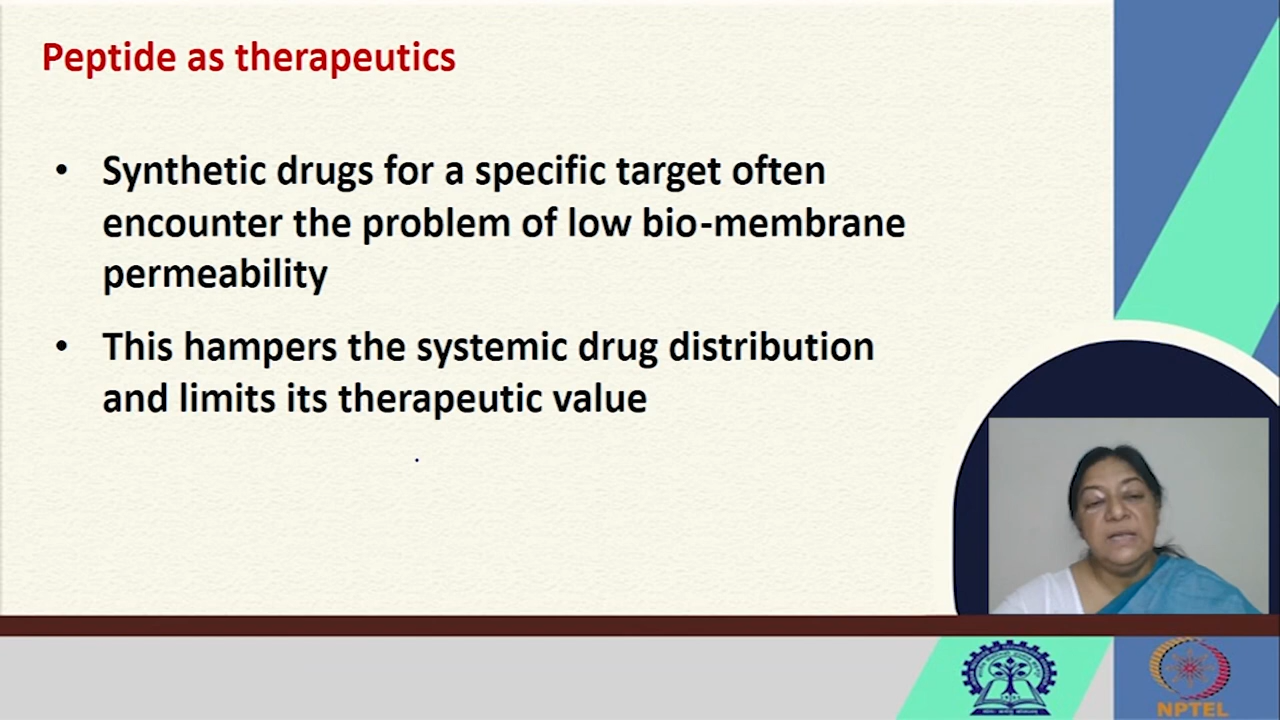 Peptide as therapeutics
• Synthetic drugs for a specific target often
encounter the problem of low bio-membrane
permeability
• This hampers the systemic drug distribution
and limits its therapeutic value
NPTEL